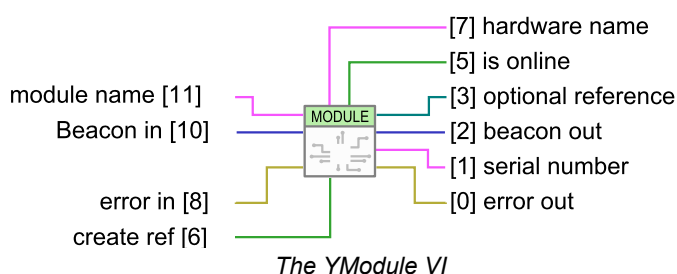 [7] hardware name
[5] is online
module name [11]
[3] optional reference
MODULE
Beacon in [10]
[2] beacon out
[1] serial number
error in [8]
[0] error out
create ref [6]
The YModule VI